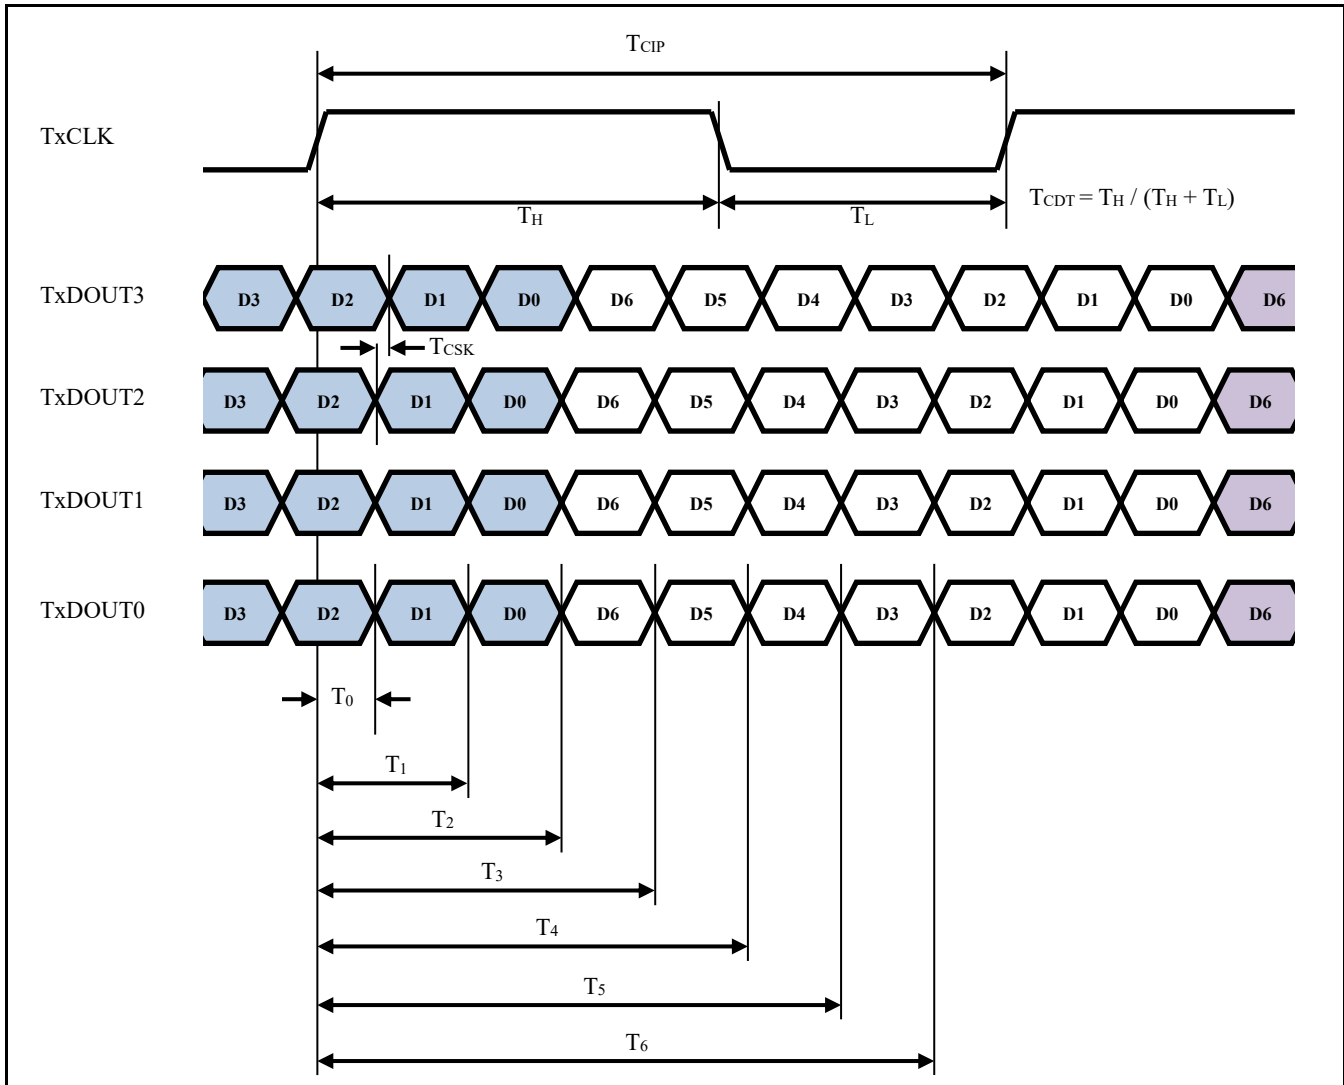 TCIP
TxCLK
TH
TL
TCDT = TH / (TH + TL)
TxDOUT3
D3 D2 D1 D0 D6 D5 D4 D3 D2 D1 D0 D6
TCSK
TxDOUT2
D3 D2 D1 D0 D6 D5 D4 D3 D2 D1 D0 D6
TxDOUT1
D3 D2 D1 D0 D6 D5 D4 D3 D2 D1 D0 D6
TxDOUT0
D3 D2 D1 D0 D6 D5 D4 D3 D2 D1 D0 D6
T0
T1
T2
T3
T4
T5
T6